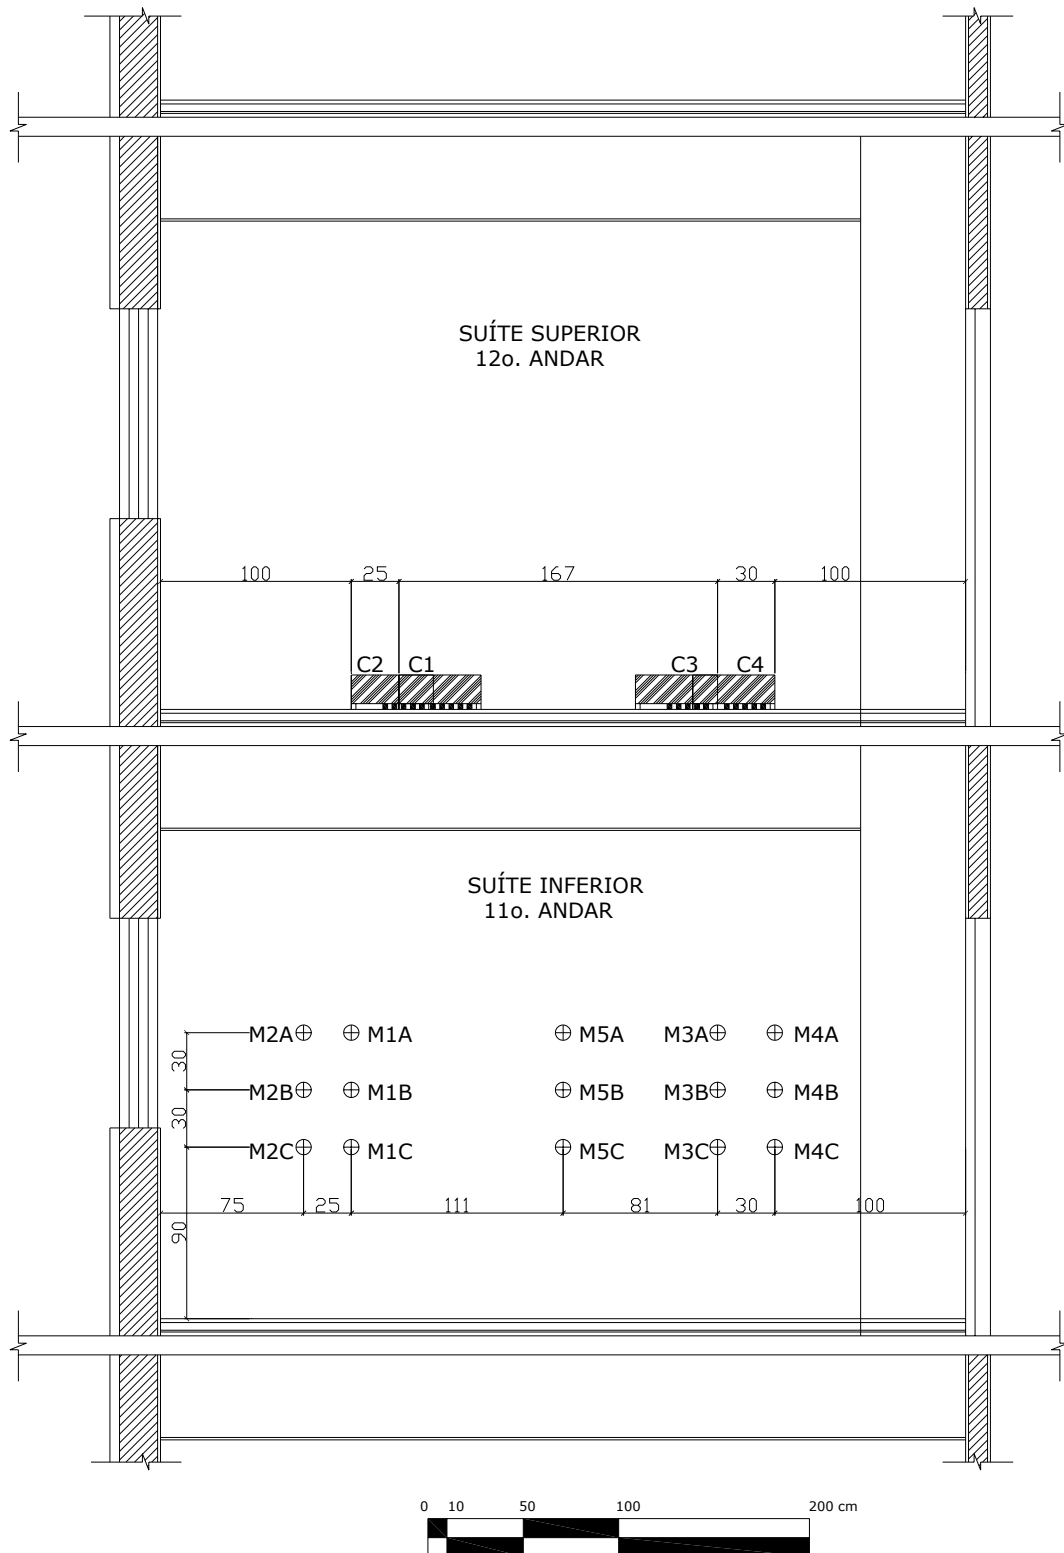 SUÍTE SUPERIOR
12o. ANDAR
100 25 167 30 100
C2 C1 C3 C4
SUÍTE INFERIOR
11o. ANDAR
M2A M1A M5A M3A M4A
30
M2B M1B M5B M3B M4B
30
M2C M1C M5C M3C M4C
75 25 111 81 30 100
90
0 10 50 100 200 cm